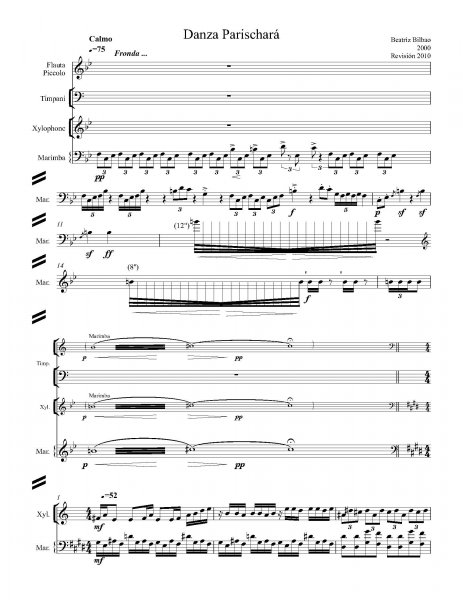 Danza Parischará
Calmo
Beatriz Bilbao
=75
2000
Fronda ...
Revisión 2010
Flauta
Piccolo
Timpani
Xylophone
Marimba
3 3 3 3 3 3 3 3
pp
Mar.
3 3 3 3 p sf sf
11
(12")
Mar.
sf ff
14
(8")
Mar.
f 3
Marimba
p pp
Timp.
Marimba
Xyl.
p pp
Mar.
p pp
1
=52
Xyl.
mf 3 3
Mar.
mf